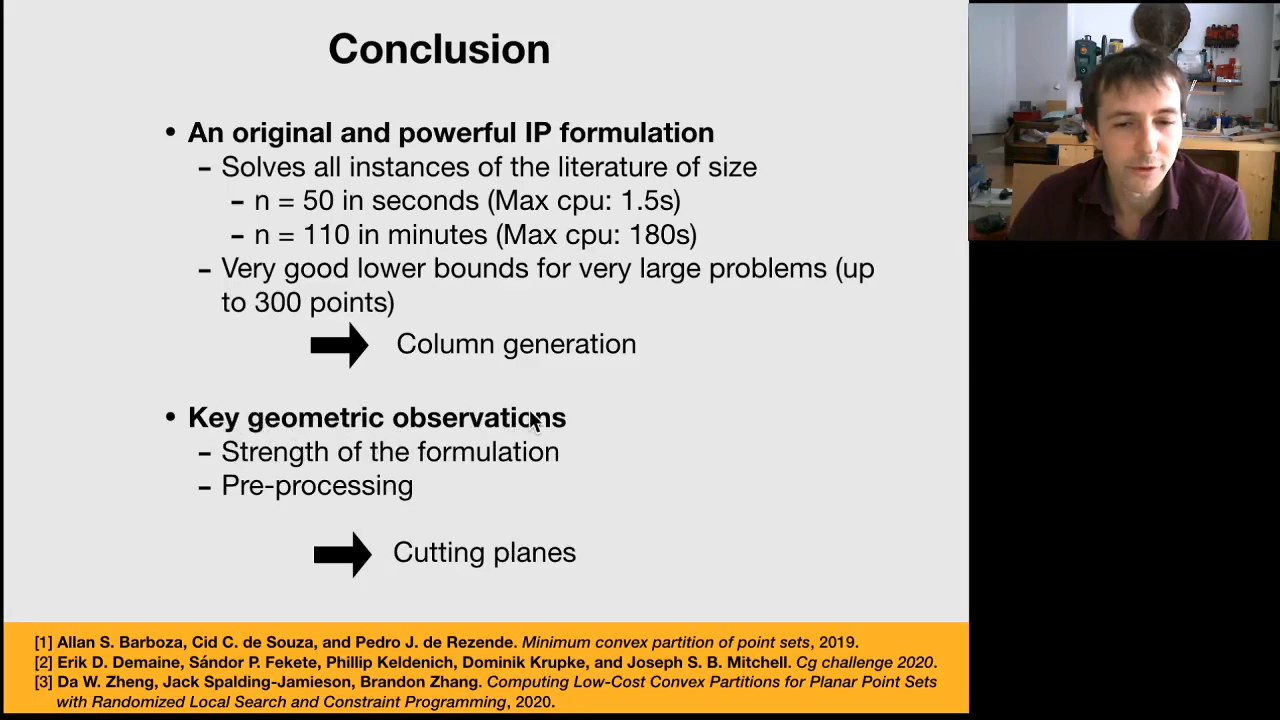 Conclusion
• An original and powerful IP formulation
– Solves all instances of the literature of size
– n = 50 in seconds (Max cpu: 1.5s)
– n = 110 in minutes (Max cpu: 180s)
– Very good lower bounds for very large problems (up
to 300 points)
Column generation
• Key geometric observations
– Strength of the formulation
– Pre-processing
Cutting planes
[1] Allan S. Barboza, Cid C. de Souza, and Pedro J. de Rezende. Minimum convex partition of point sets, 2019.
[2] Erik D. Demaine, Sándor P. Fekete, Phillip Keldenich, Dominik Krupke, and Joseph S. B. Mitchell. Cg challenge 2020.
[3] Da W. Zheng, Jack Spalding-Jamieson, Brandon Zhang. Computing Low-Cost Convex Partitions for Planar Point Sets
with Randomized Local Search and Constraint Programming, 2020.